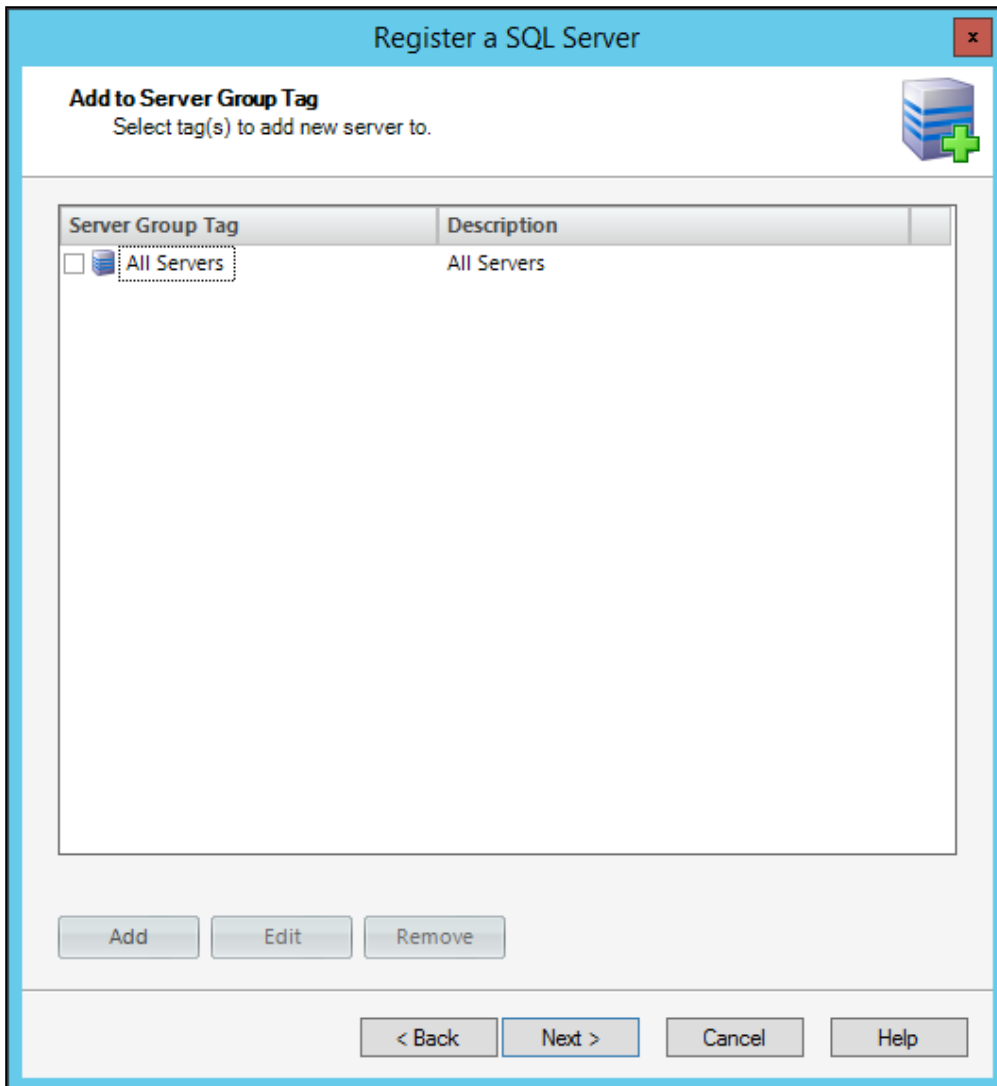 Register a SQL Server
x
Add to Server Group Tag
Select tag(s) to add new server to.
Server Group Tag Description
All Servers All Servers
Add Edit Remove
< Back Next > Cancel Help